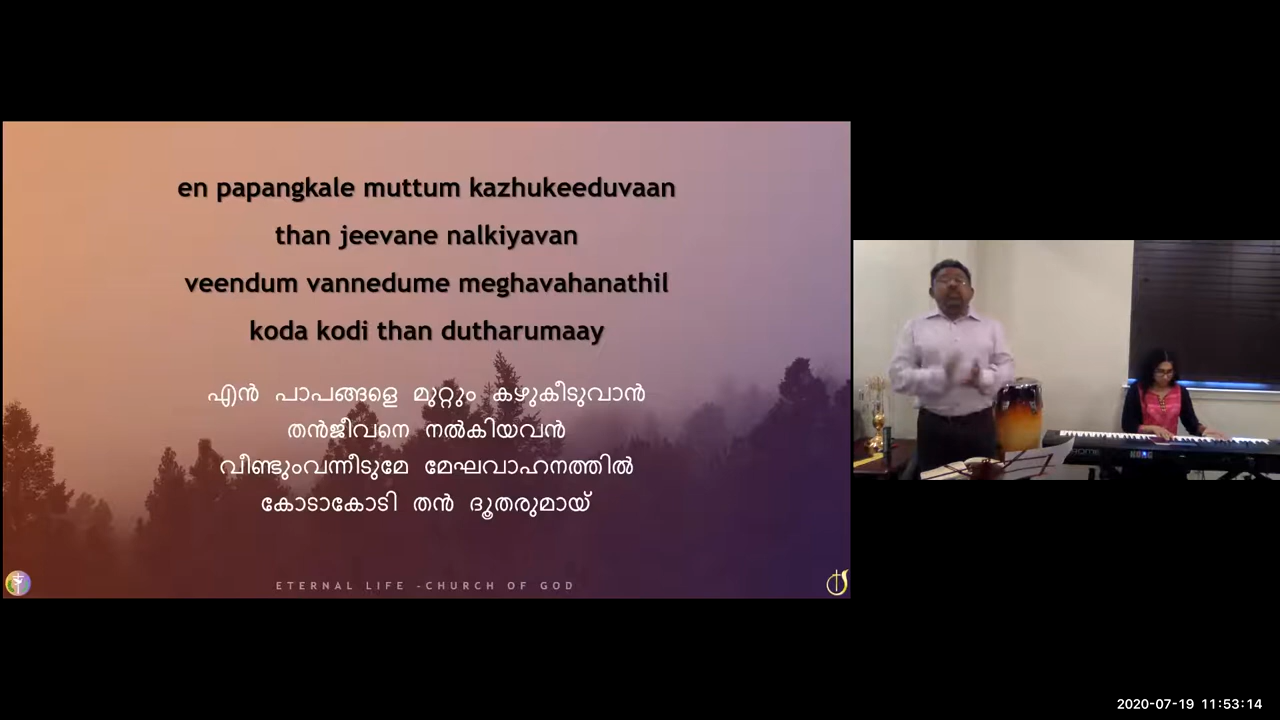 en papangkale muttum kazhukeeduvaan
than jeevane nalkiyavan
veendum vannedume meghavahanathil
koda kodi than dutharumaay
എൻ പാപങ്ങളെ മുറ്റും കഴുകീടുവാൻ
തൻജീവനെ നൽകിയവൻ
വീണ്ടുംവന്നീടുമേ മേഘവാഹനത്തിൽ
കോടാകോടി തൻ ദൂതരുമായ്
ETERNAL LIFE -CHURCH OF GOD
KROME KORG
2020-07-19 11:53:14